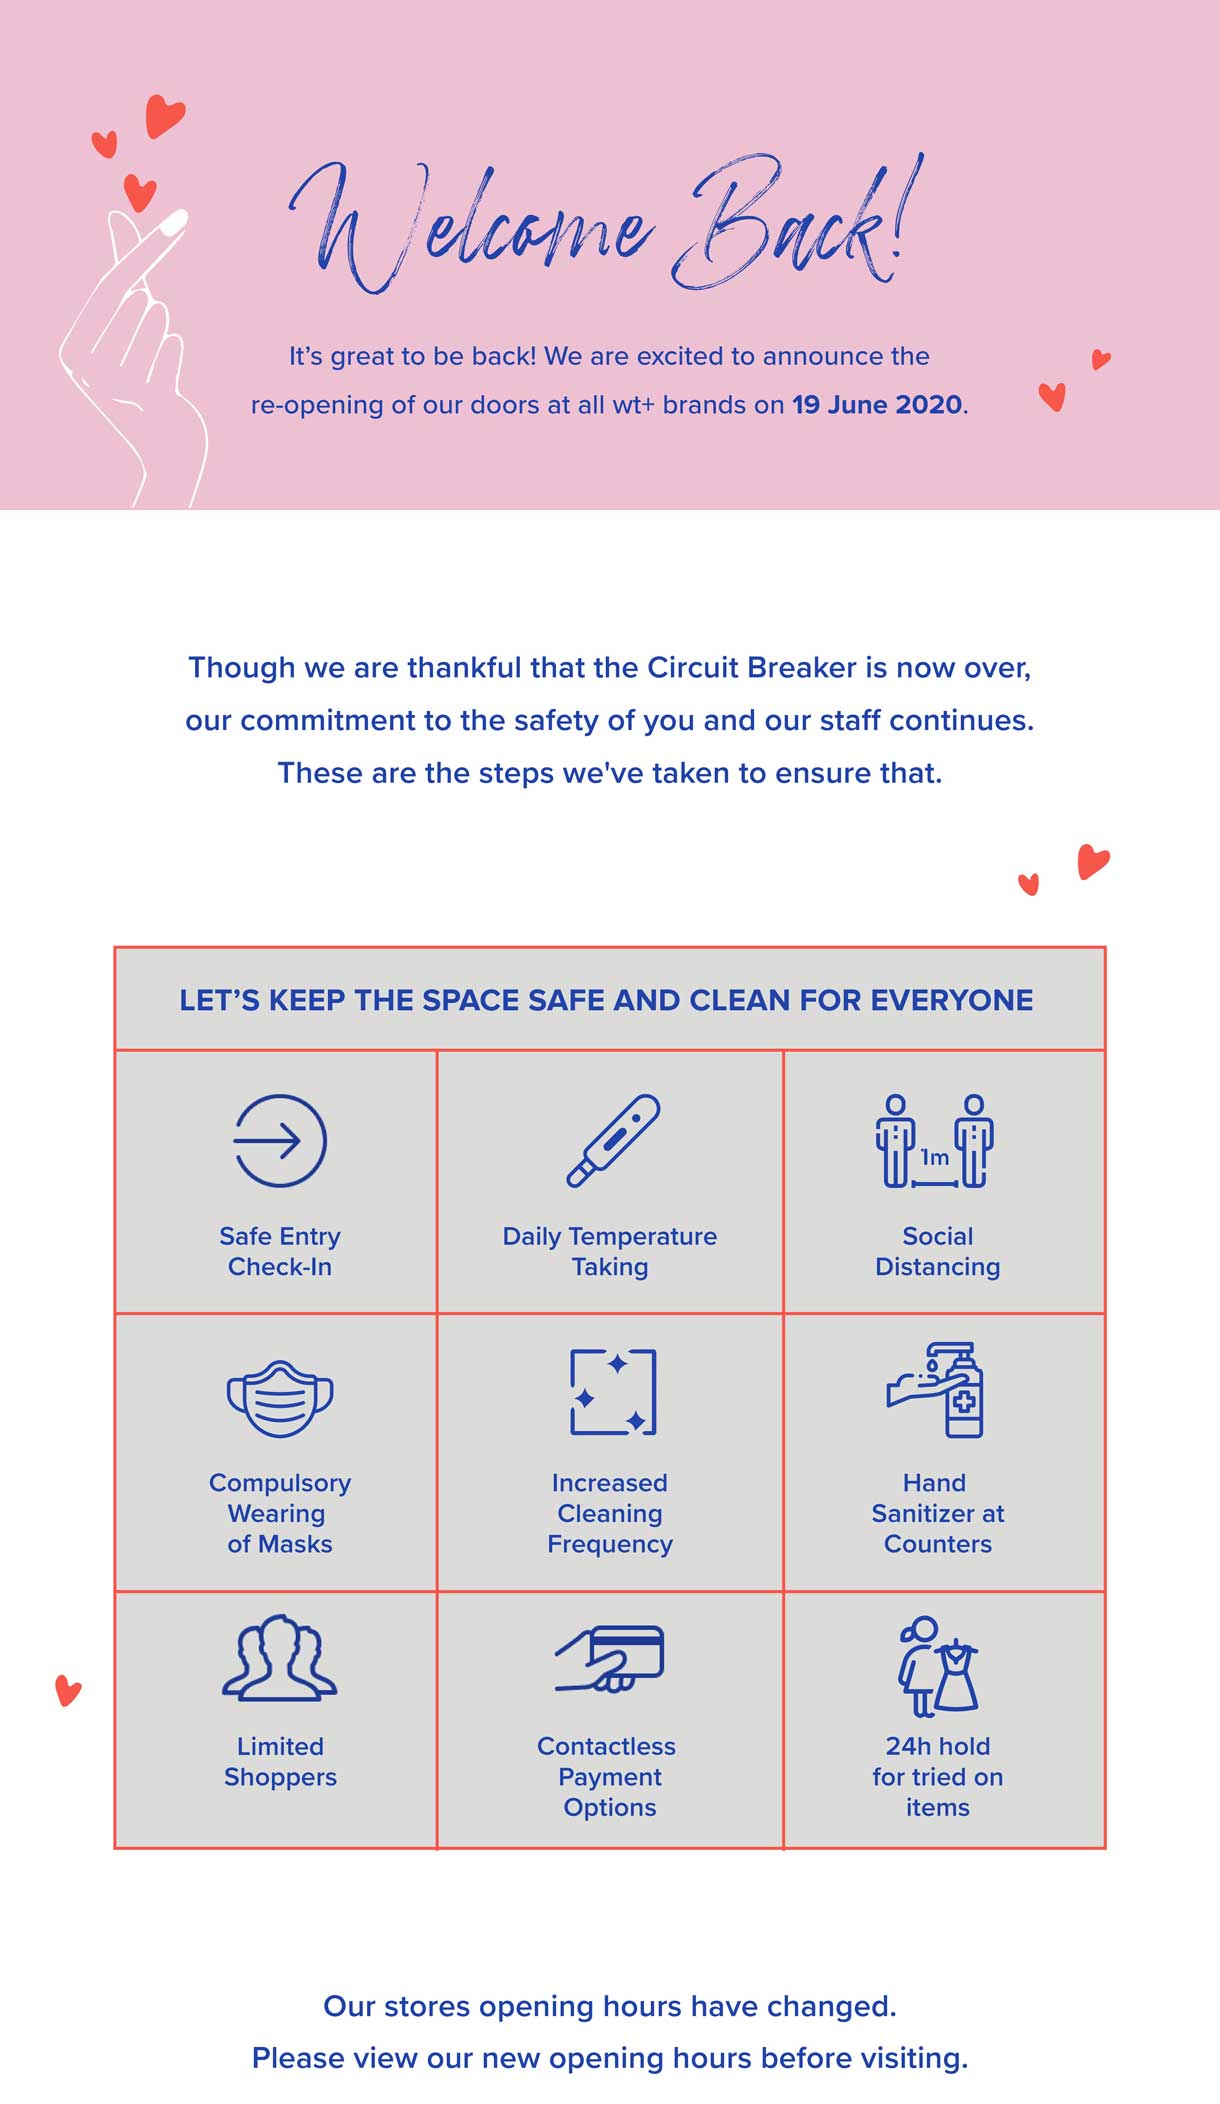 Welcome Back!
It’s great to be back! We are excited to announce the
re-opening of our doors at all wt+ brands on 19 June 2020.
Though we are thankful that the Circuit Breaker is now over,
our commitment to the safety of you and our staff continues.
These are the steps we've taken to ensure that.
LET’S KEEP THE SPACE SAFE AND CLEAN FOR EVERYONE
Safe Entry
Check-In
Daily Temperature
Taking
1m
Social
Distancing
Compulsory
Wearing
of Masks
Increased
Cleaning
Frequency
Hand
Sanitizer at
Counters
Limited
Shoppers
Contactless
Payment
Options
24h hold
for tried on
items
Our stores opening hours have changed.
Please view our new opening hours before visiting.